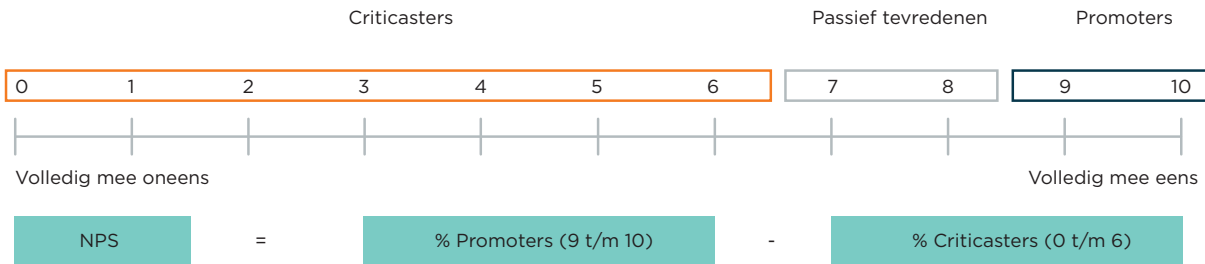 Criticasters Passief tevredenen Promoters
0 1 2 3 4 5 6 7 8 9 10
Volledig mee oneens Volledig mee eens
NPS = % Promoters (9 t/m 10) - % Criticasters (0 t/m 6)